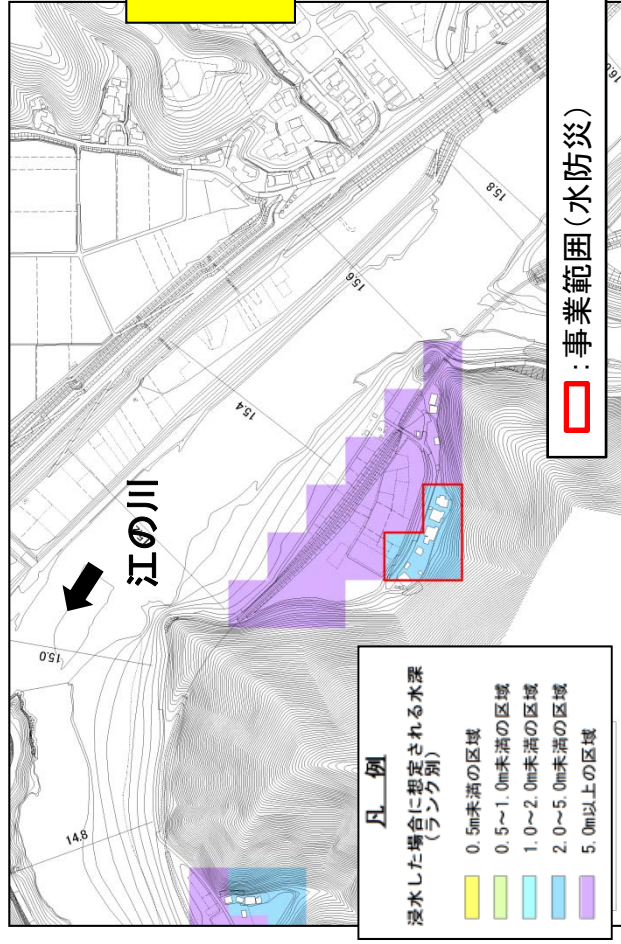 江の川
14.8
15.0
15.4
15.6
15.8
16.0
□:事業範囲(水防災)
凡 例
浸水した場合に想定される水深
(ランク別)
0.5m未満の区域
0.5~1.0m未満の区域
1.0~2.0m未満の区域
2.0~5.0m未満の区域
5.0m以上の区域